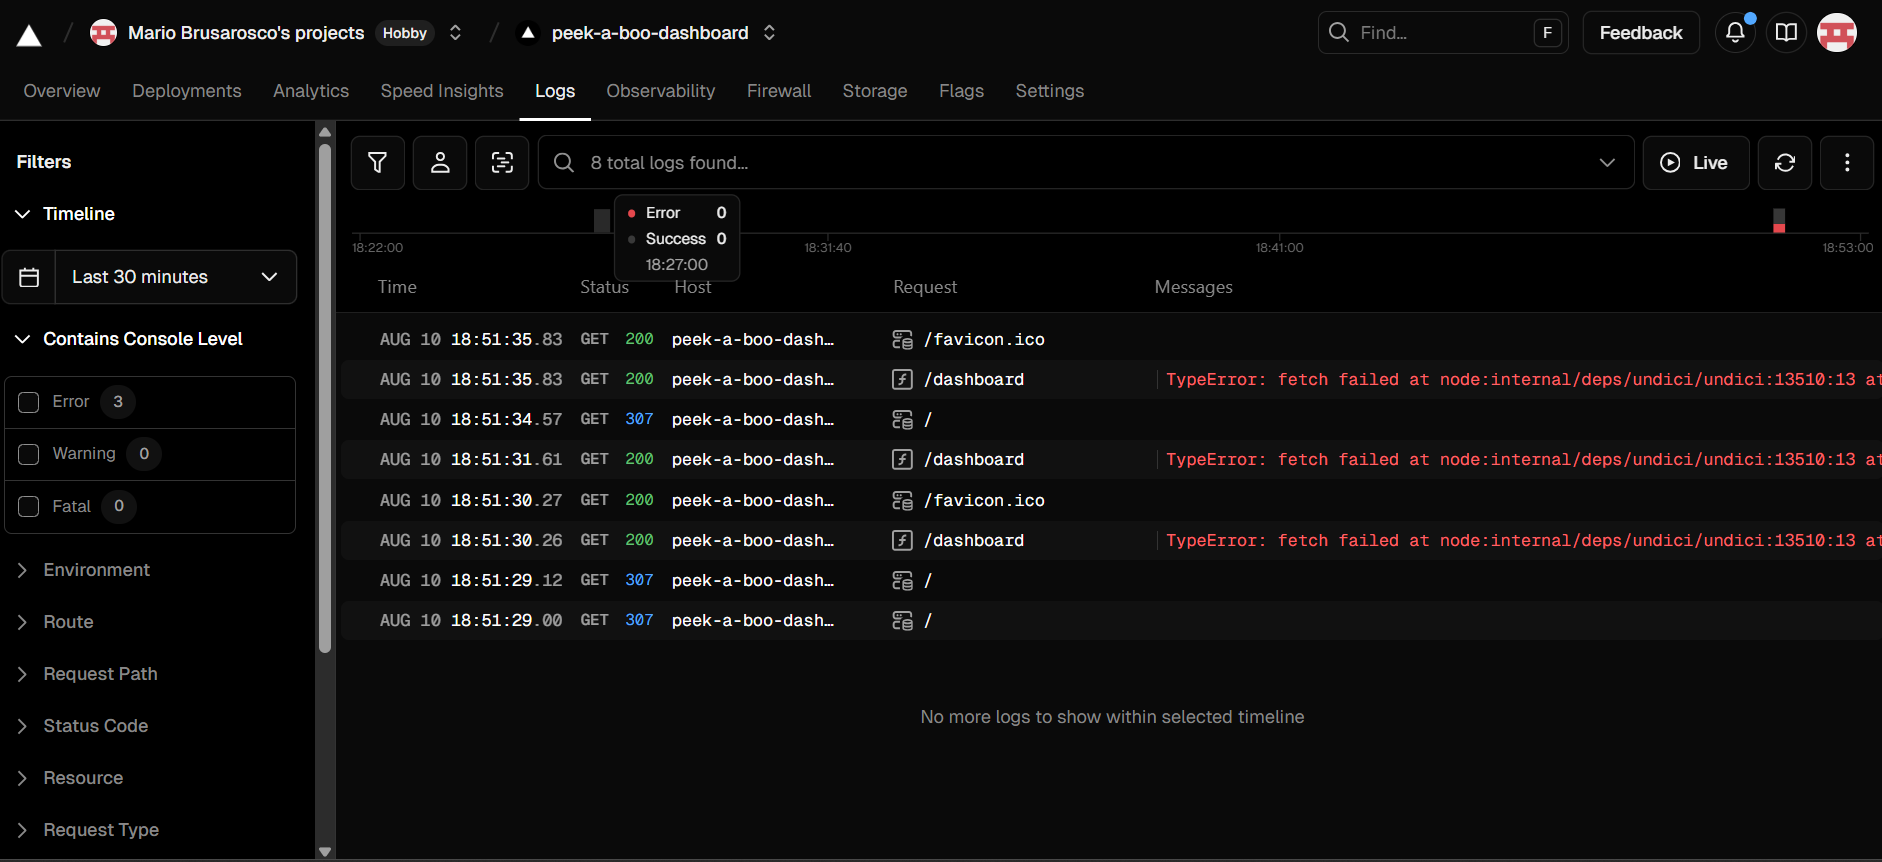 Mario Brusarosco's projects Hobby peek-a-boo-dashboard Find... F Feedback
Overview Deployments Analytics Speed Insights Logs Observability Firewall Storage Flags Settings
Filters
Timeline
Last 30 minutes
Contains Console Level
Error 3
Warning 0
Fatal 0
Environment
Route
Request Path
Status Code
Resource
Request Type
8 total logs found...
Live
Error 0
Success 0
18:27:00
18:22:00 18:31:40 18:41:00 18:53:00
Time Status Host Request Messages
AUG 10 18:51:35.83 GET 200 peek-a-boo-dash… /favicon.ico
AUG 10 18:51:35.83 GET 200 peek-a-boo-dash… /dashboard TypeError: fetch failed at node:internal/deps/undici/undici:13510:13 at
AUG 10 18:51:34.57 GET 307 peek-a-boo-dash… /
AUG 10 18:51:31.61 GET 200 peek-a-boo-dash… /dashboard TypeError: fetch failed at node:internal/deps/undici/undici:13510:13 at
AUG 10 18:51:30.27 GET 200 peek-a-boo-dash… /favicon.ico
AUG 10 18:51:30.26 GET 200 peek-a-boo-dash… /dashboard TypeError: fetch failed at node:internal/deps/undici/undici:13510:13 at
AUG 10 18:51:29.12 GET 307 peek-a-boo-dash… /
AUG 10 18:51:29.00 GET 307 peek-a-boo-dash… /
No more logs to show within selected timeline